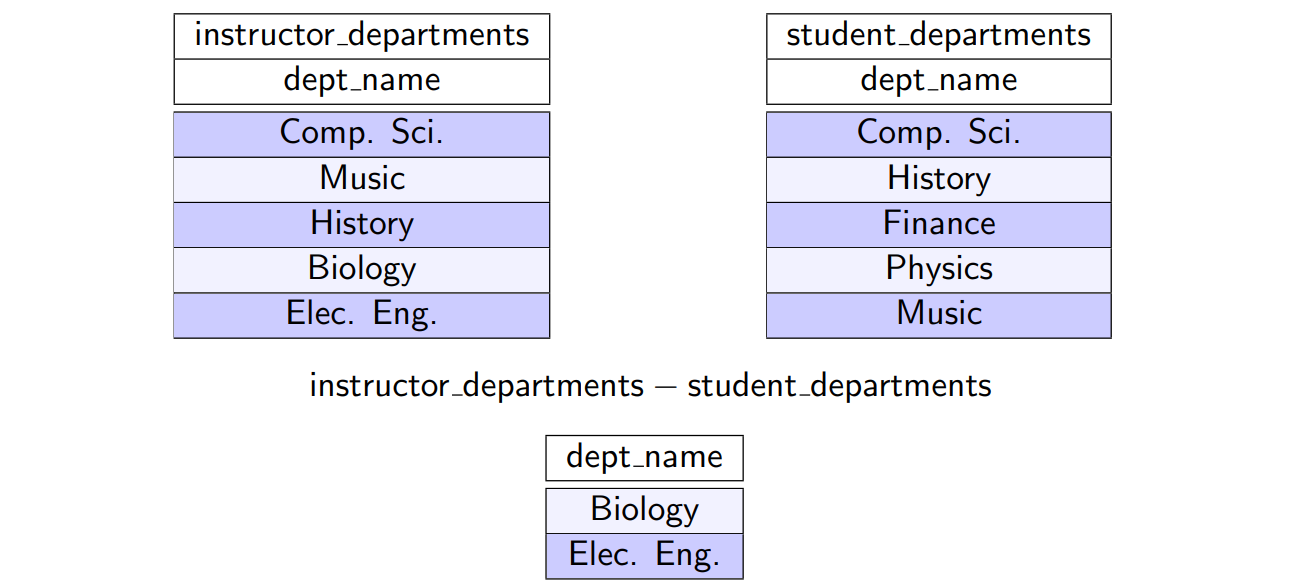 instructor_departments
dept_name
Comp. Sci.
Music
History
Biology
Elec. Eng.
student_departments
dept_name
Comp. Sci.
History
Finance
Physics
Music
instructor_departments − student_departments
dept_name
Biology
Elec. Eng.